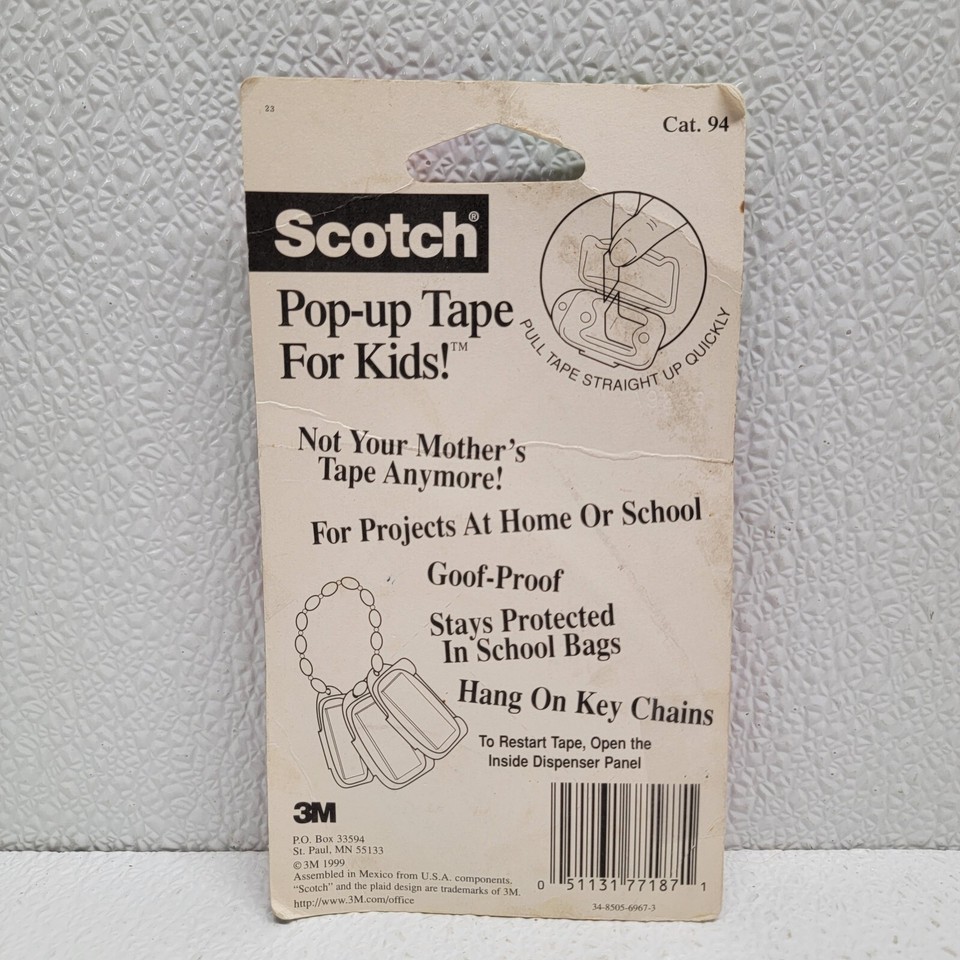 23
Cat. 94
Scotch®
Pop-up Tape
For Kids!™
PULL TAPE STRAIGHT UP QUICKLY
Not Your Mother's
Tape Anymore!
For Projects At Home Or School
Goof-Proof
Stays Protected
In School Bags
Hang On Key Chains
To Restart Tape, Open the
Inside Dispenser Panel
3M
P.O. Box 33594
St. Paul, MN 55133
©3M 1999
Assembled in Mexico from U.S.A. components.
"Scotch" and the plaid design are trademarks of 3M.
http://www.3M.com/office
0 51131 77187 1
34-8505-6967-3